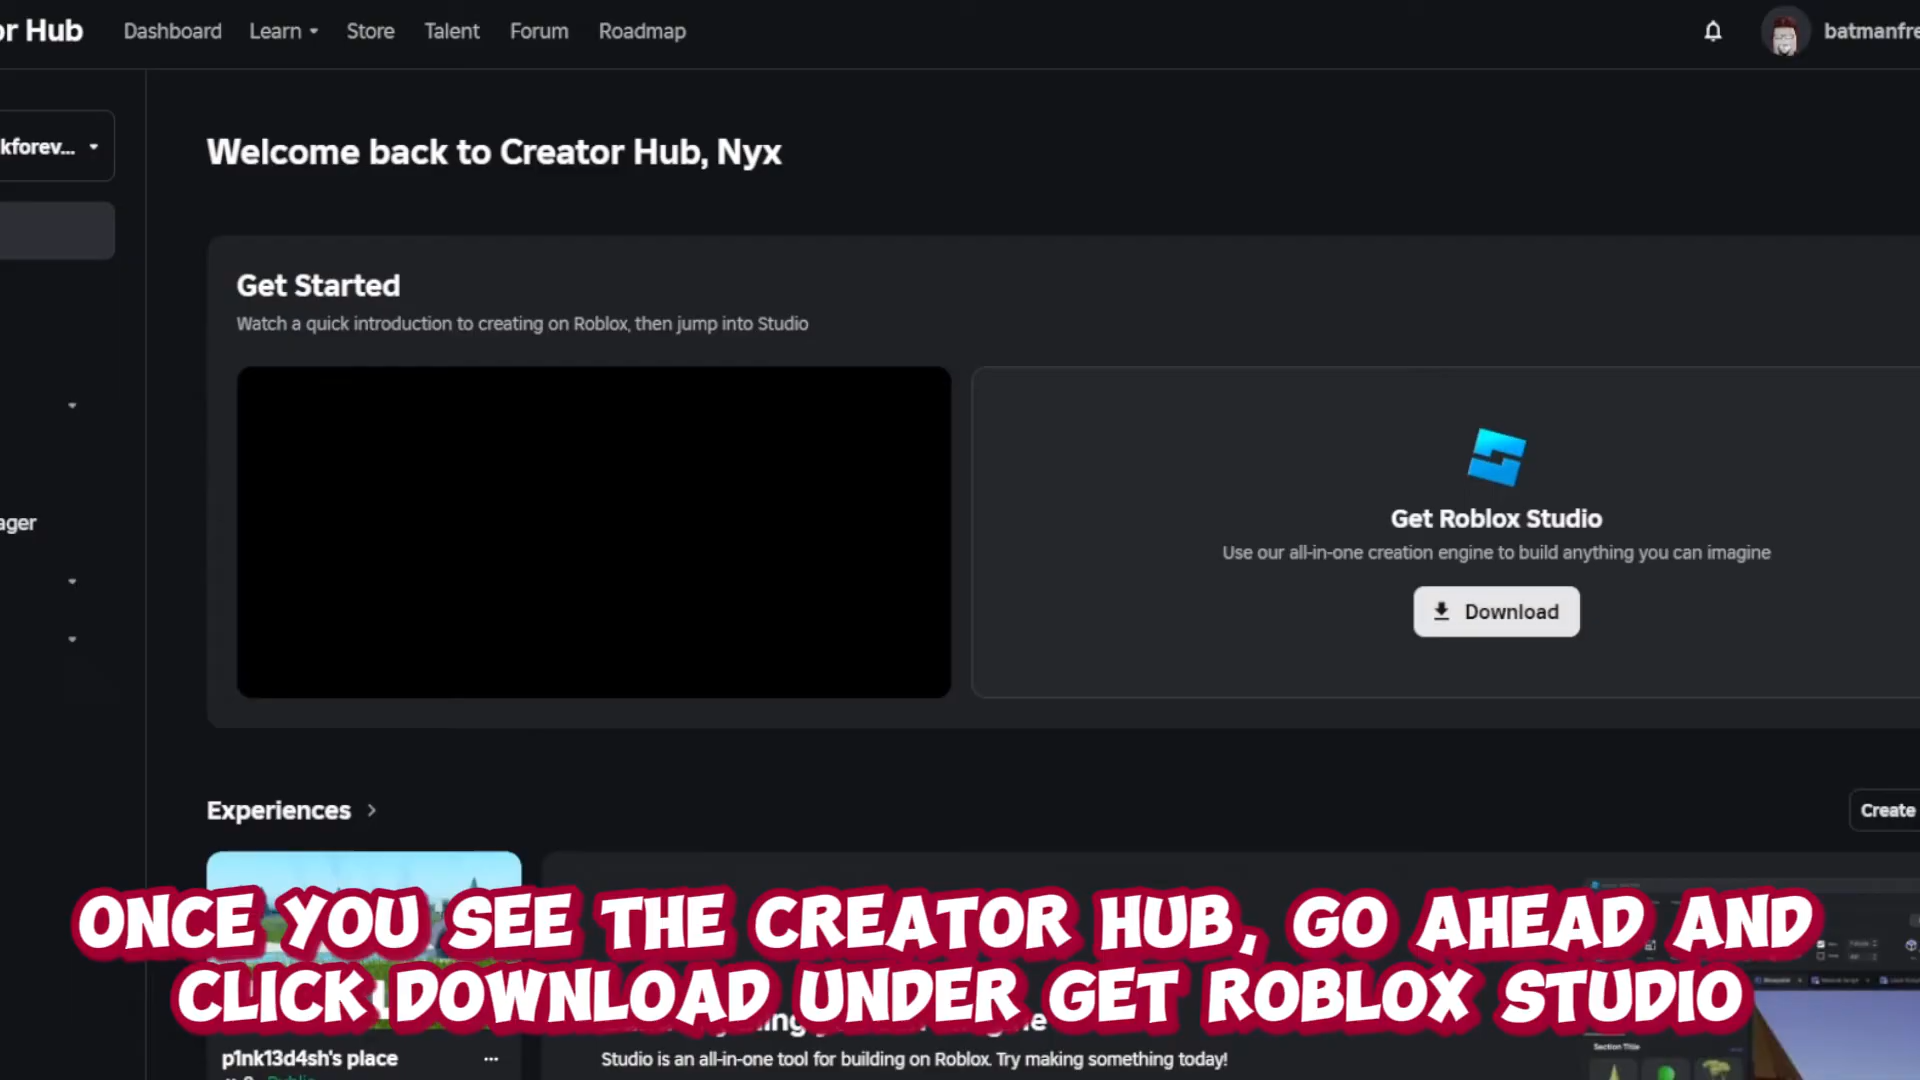 or Hub
Dashboard
Learn
Store
Talent
Forum
Roadmap
batmanfre
kforev...
Welcome back to Creator Hub, Nyx
Get Started
Watch a quick introduction to creating on Roblox, then jump into Studio
Get Roblox Studio
Use our all-in-one creation engine to build anything you can imagine
Download
ager
Experiences
Create
ONCE YOU SEE THE CREATOR HUB, GO AHEAD AND
CLICK DOWNLOAD UNDER GET ROBLOX STUDIO
p1nk13d4sh's place
Studio is an all-in-one tool for building on Roblox. Try making something today!
Section Title